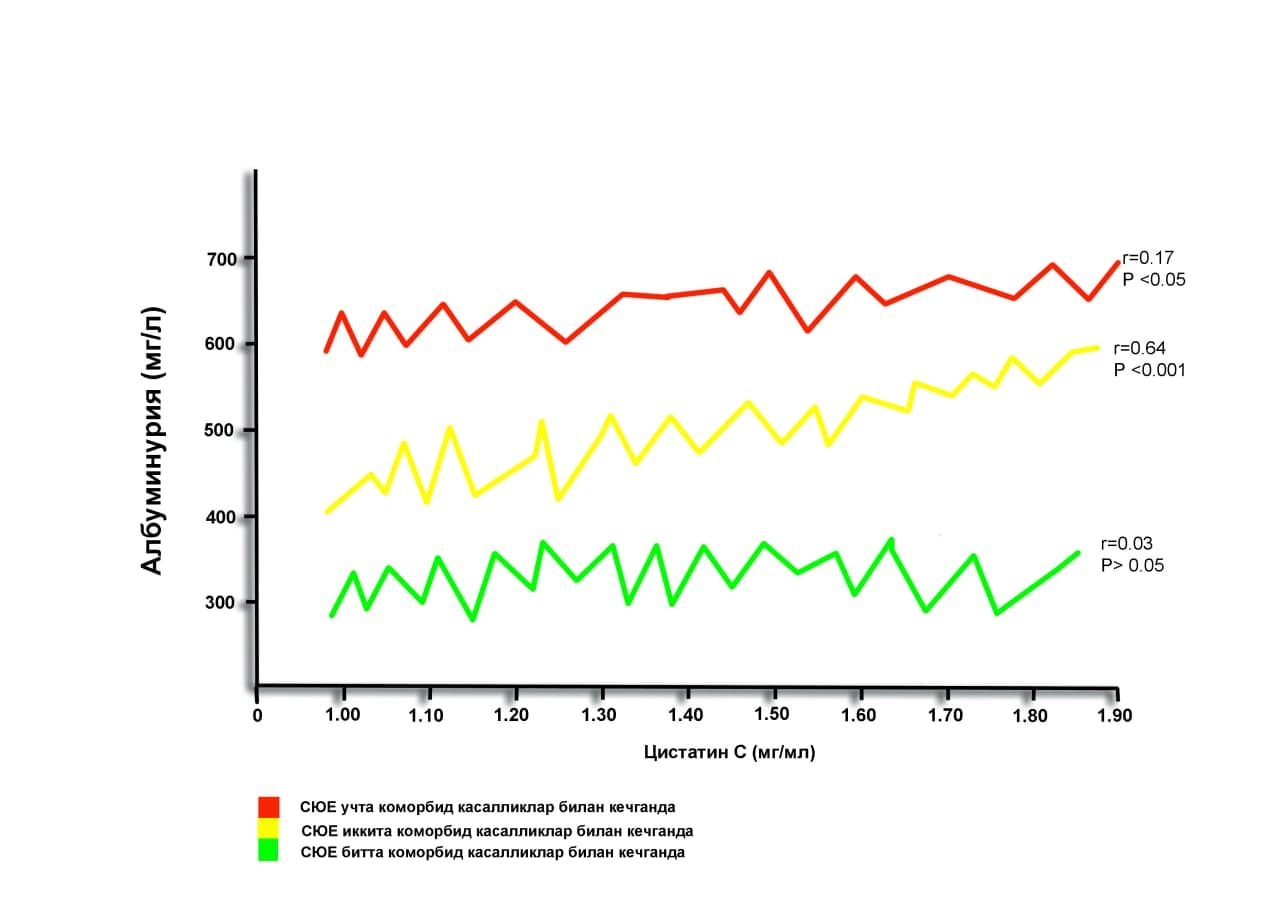 700
600
500
400
300
Албуминурия (мг/л)
r=0.17
P <0.05
r=0.64
P <0.001
r=0.03
P> 0.05
0 1.00 1.10 1.20 1.30 1.40 1.50 1.60 1.70 1.80 1.90
Цистатин С (мг/мл)
СЮЕ учта коморбид касалликлар билан кечганда
СЮЕ иккита коморбид касалликлар билан кечганда
СЮЕ битта коморбид касалликлар билан кечганда